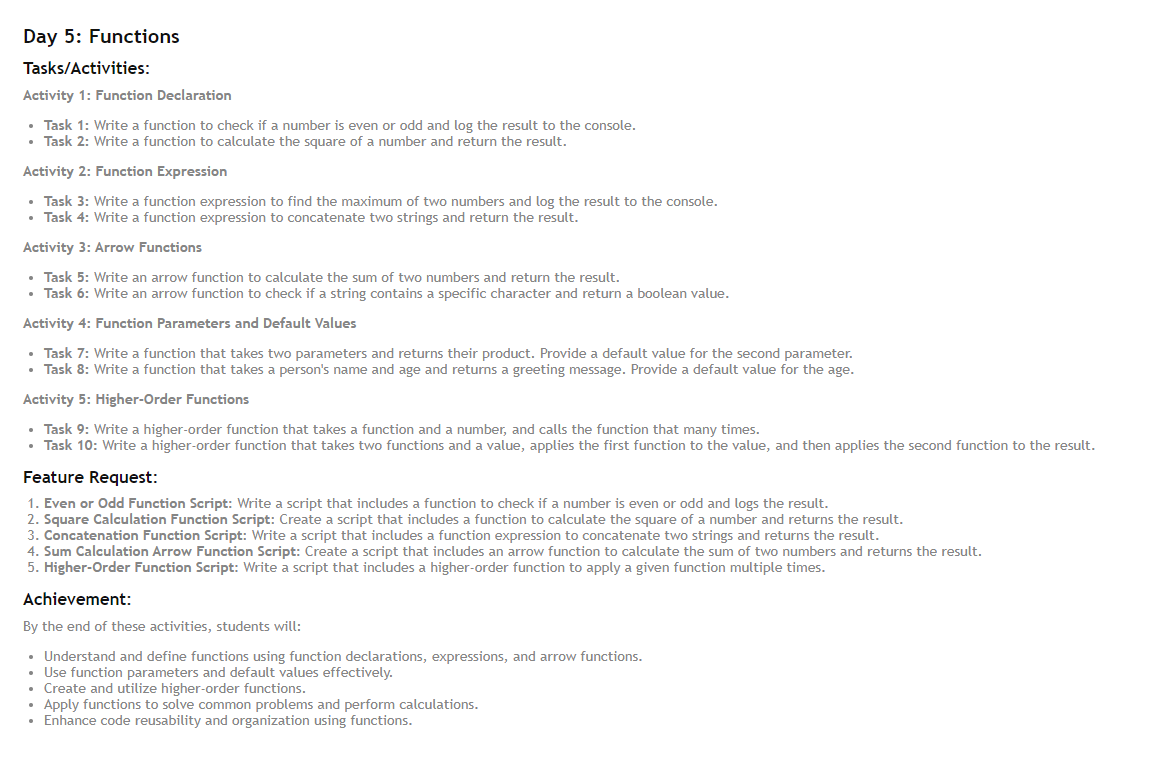 Day 5: Functions
Tasks/Activities:
Activity 1: Function Declaration
• Task 1: Write a function to check if a number is even or odd and log the result to the console.
• Task 2: Write a function to calculate the square of a number and return the result.
Activity 2: Function Expression
• Task 3: Write a function expression to find the maximum of two numbers and log the result to the console.
• Task 4: Write a function expression to concatenate two strings and return the result.
Activity 3: Arrow Functions
• Task 5: Write an arrow function to calculate the sum of two numbers and return the result.
• Task 6: Write an arrow function to check if a string contains a specific character and return a boolean value.
Activity 4: Function Parameters and Default Values
• Task 7: Write a function that takes two parameters and returns their product. Provide a default value for the second parameter.
• Task 8: Write a function that takes a person's name and age and returns a greeting message. Provide a default value for the age.
Activity 5: Higher-Order Functions
• Task 9: Write a higher-order function that takes a function and a number, and calls the function that many times.
• Task 10: Write a higher-order function that takes two functions and a value, applies the first function to the value, and then applies the second function to the result.
Feature Request:
1. Even or Odd Function Script: Write a script that includes a function to check if a number is even or odd and logs the result.
2. Square Calculation Function Script: Create a script that includes a function to calculate the square of a number and returns the result.
3. Concatenation Function Script: Write a script that includes a function expression to concatenate two strings and returns the result.
4. Sum Calculation Arrow Function Script: Create a script that includes an arrow function to calculate the sum of two numbers and returns the result.
5. Higher-Order Function Script: Write a script that includes a higher-order function to apply a given function multiple times.
Achievement:
By the end of these activities, students will:
• Understand and define functions using function declarations, expressions, and arrow functions.
• Use function parameters and default values effectively.
• Create and utilize higher-order functions.
• Apply functions to solve common problems and perform calculations.
• Enhance code reusability and organization using functions.